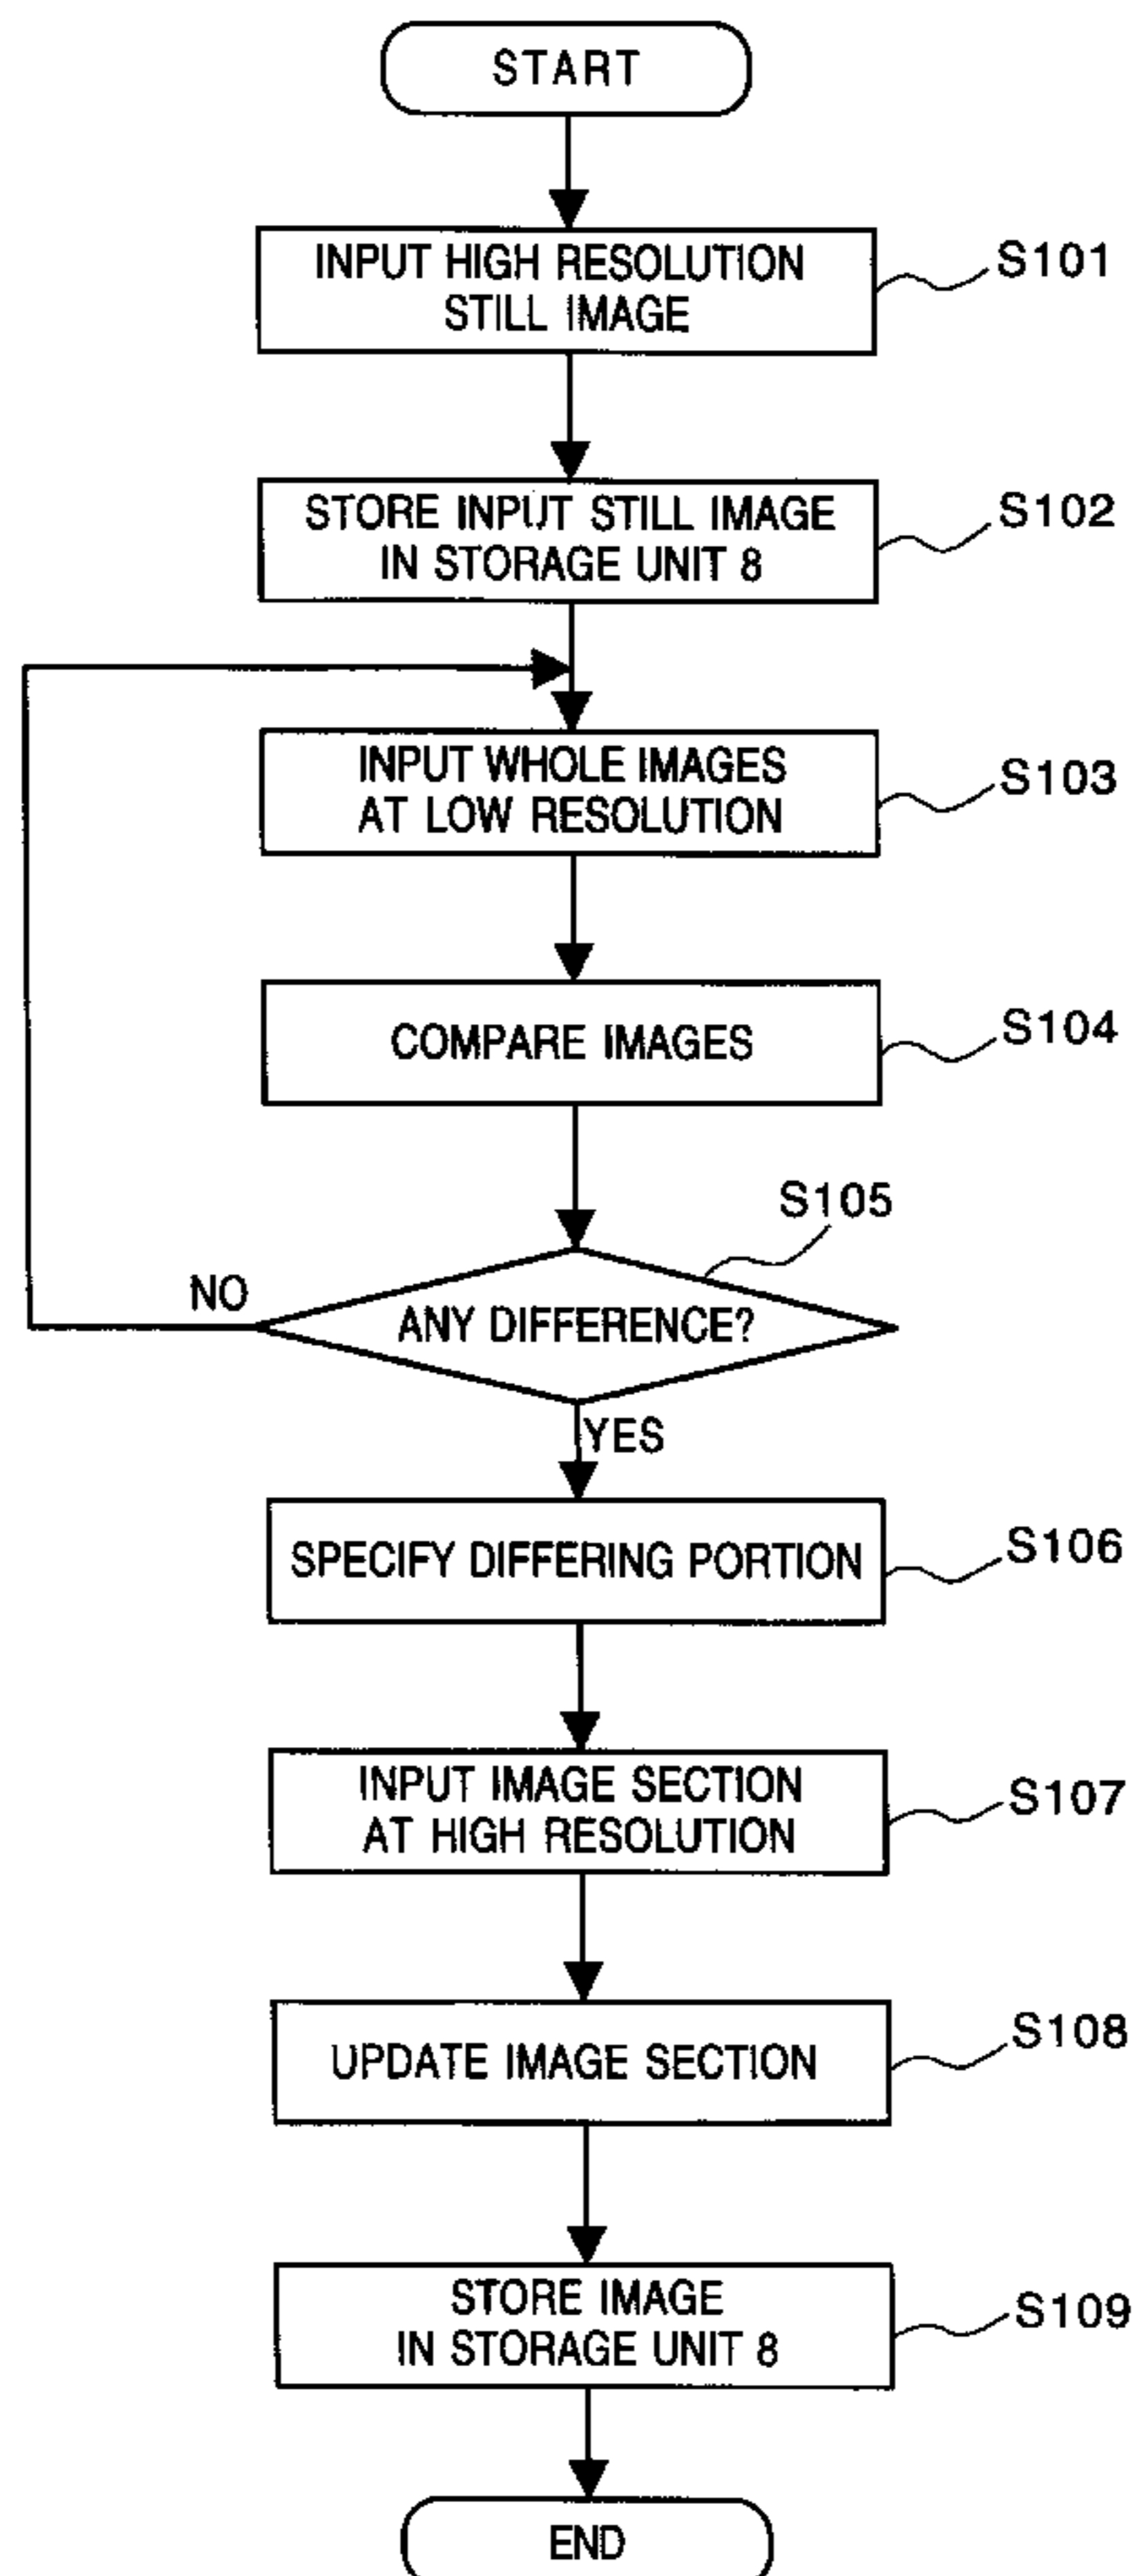 START
INPUT HIGH RESOLUTION
STILL IMAGE
S101
STORE INPUT STILL IMAGE
IN STORAGE UNIT 8
S102
INPUT WHOLE IMAGES
AT LOW RESOLUTION
S103
COMPARE IMAGES
S104
S105
NO
ANY DIFFERENCE?
YES
SPECIFY DIFFERING PORTION
S106
INPUT IMAGE SECTION
AT HIGH RESOLUTION
S107
UPDATE IMAGE SECTION
S108
STORE IMAGE
IN STORAGE UNIT 8
S109
END